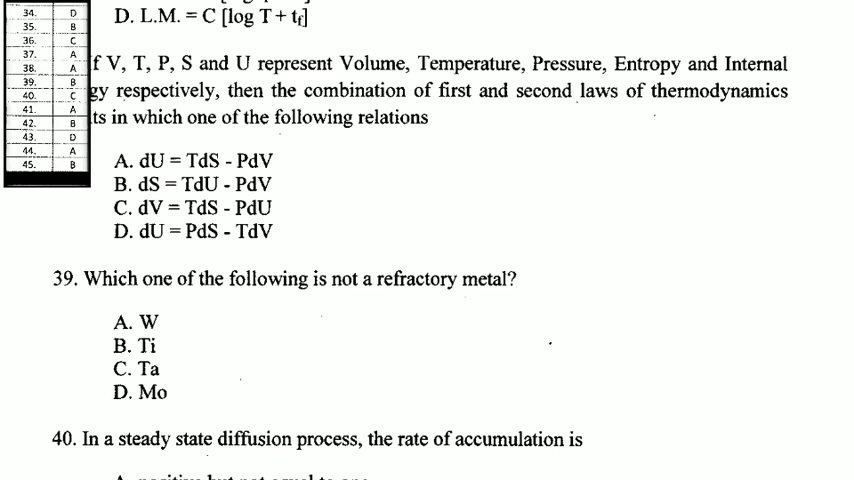 34. D
35. B
36. C
37. A
38. A
39. B
40. C
41. A
42. B
43. D
44. A
45. B
D. L.M. = C [log T + tf]
f V, T, P, S and U represent Volume, Temperature, Pressure, Entropy and Internal
gy respectively, then the combination of first and second laws of thermodynamics
ts in which one of the following relations
A. dU = TdS - PdV
B. dS = TdU - PdV
C. dV = TdS - PdU
D. dU = PdS - TdV
39. Which one of the following is not a refractory metal?
A. W
B. Ti
C. Ta
D. Mo
40. In a steady state diffusion process, the rate of accumulation is